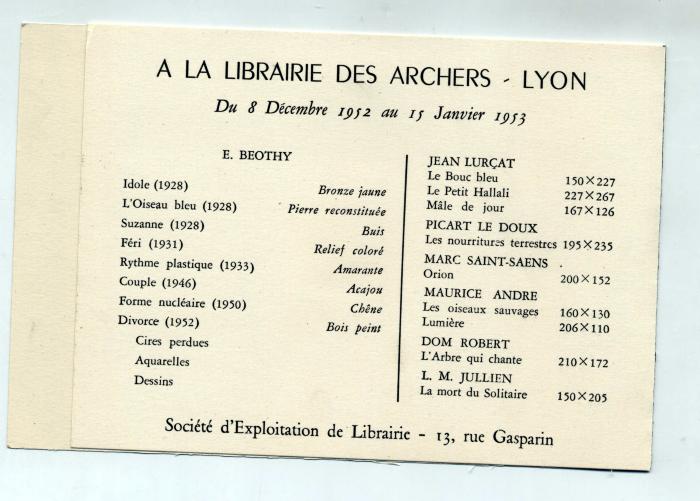 A LA LIBRAIRIE DES ARCHERS - LYON
Du 8 Décembre 1952 au 15 Janvier 1953
E. BEOTHY
Idole (1928) Bronze jaune
L'Oiseau bleu (1928) Pierre reconstituée
Suzanne (1928) Buis
Féri (1931) Relief coloré
Rythme plastique (1933) Amarante
Couple (1946) Acajou
Forme nucléaire (1950) Chêne
Divorce (1952) Bois peint
Cires perdues
Aquarelles
Dessins
JEAN LURÇAT
Le Bouc bleu 150×227
Le Petit Hallali 227×267
Mâle de jour 167×126
PICART LE DOUX
Les nourritures terrestres 195×235
MARC SAINT-SAENS
Orion 200×152
MAURICE ANDRE
Les oiseaux sauvages 160×130
Lumière 206×110
DOM ROBERT
L'Arbre qui chante 210×172
L. M. JULLIEN
La mort du Solitaire 150×205
Société d'Exploitation de Librairie - 13, rue Gasparin